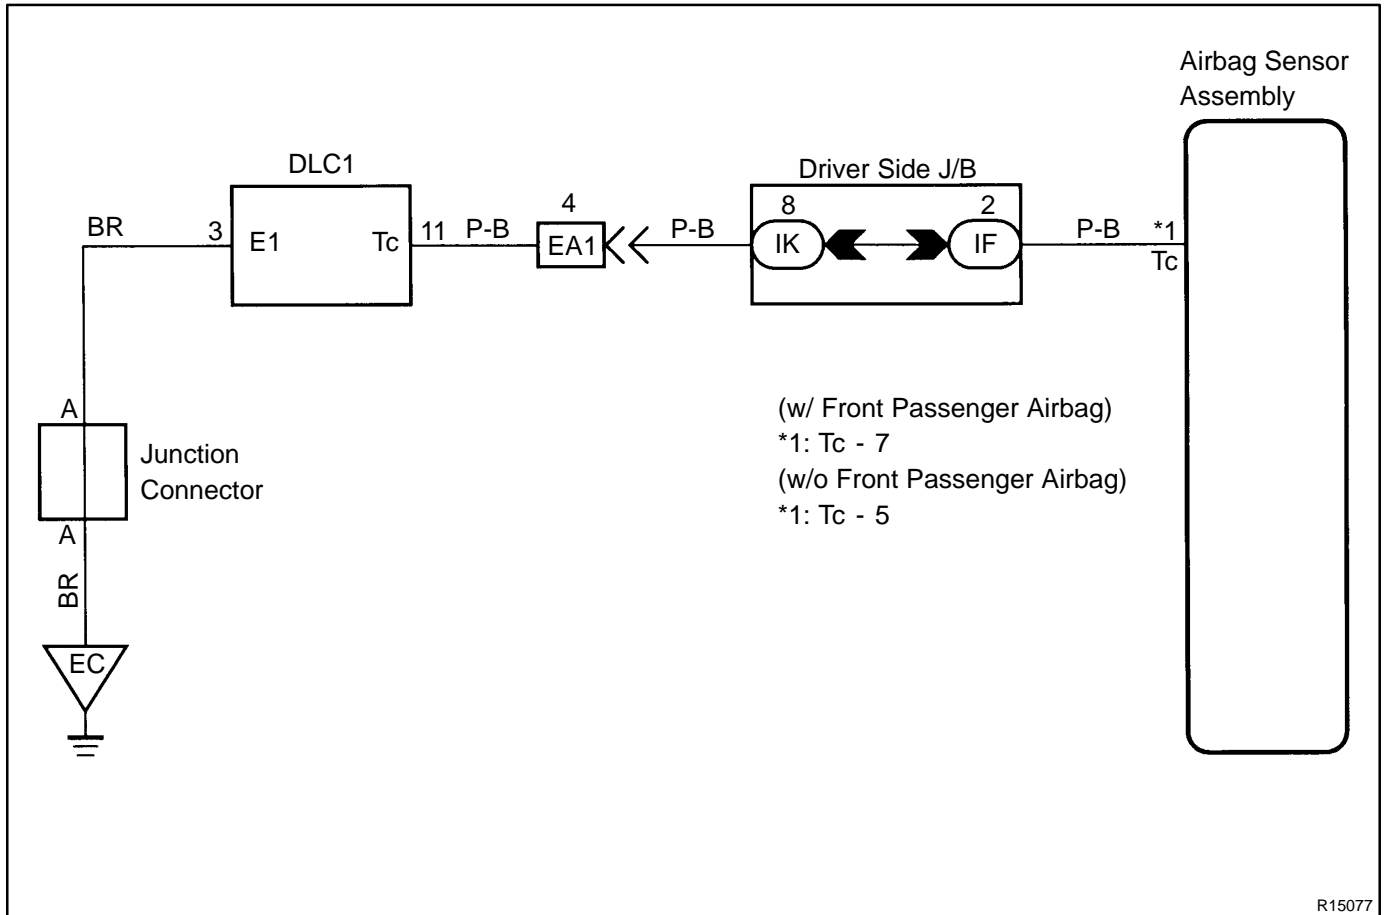 Airbag Sensor
Assembly
DLC1
Driver Side J/B
BR
3
E1
Tc
11
P-B
4
EA1
P-B
8
IK
2
IF
P-B
*1
Tc
(w/ Front Passenger Airbag)
*1: Tc - 7
(w/o Front Passenger Airbag)
*1: Tc - 5
A
Junction
Connector
A
BR
EC
R15077